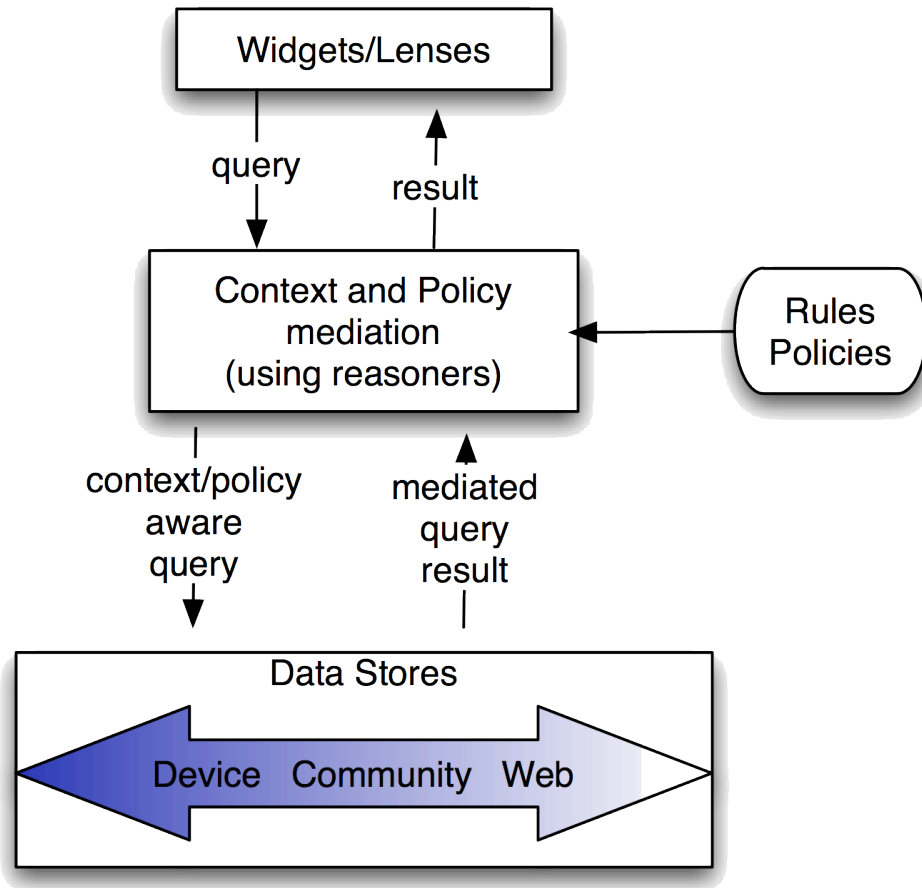 Widgets/Lenses
query
result
Context and Policy
mediation
(using reasoners)
Rules
Policies
context/policy
aware
query
mediated
query
result
Data Stores
Device Community Web